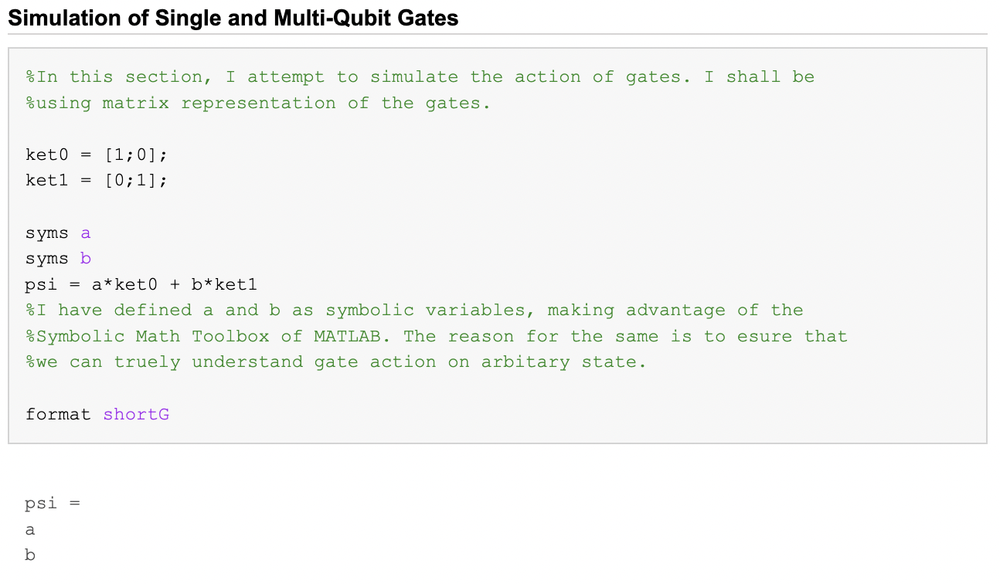 Simulation of Single and Multi-Qubit Gates
%In this section, I attempt to simulate the action of gates. I shall be
%using matrix representation of the gates.
ket0 = [1;0];
ket1 = [0;1];
syms a
syms b
psi = a*ket0 + b*ket1
%I have defined a and b as symbolic variables, making advantage of the
%Symbolic Math Toolbox of MATLAB. The reason for the same is to esure that
%we can truely understand gate action on arbitary state.
format shortG
psi =
a
b